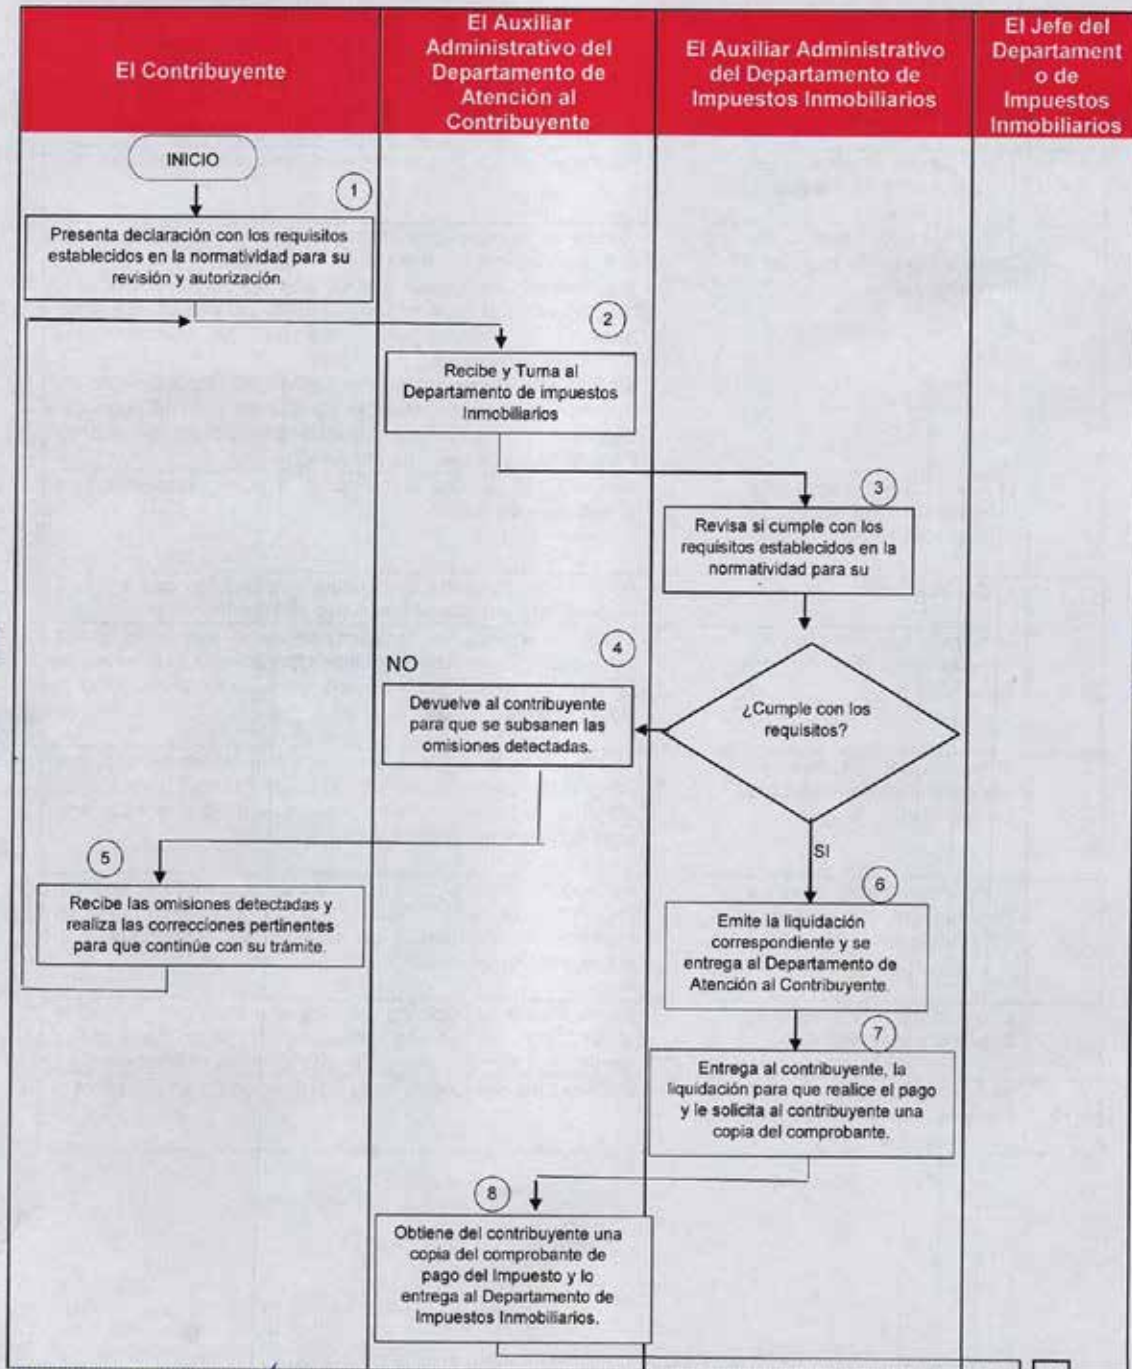 El Contribuyente
El Auxiliar
Administrativo del
Departamento de
Atención al
Contribuyente
El Auxiliar Administrativo
del Departamento de
Impuestos Inmobiliarios
El Jefe del
Departament
o de
Impuestos
Inmobiliarios
INICIO
1
Presenta declaración con los requisitos
establecidos en la normatividad para su
revisión y autorización.
2
Recibe y Turna al
Departamento de impuestos
Inmobiliarios
3
Revisa si cumple con los
requisitos establecidos en la
normatividad para su
¿Cumple con los
requisitos?
NO
4
Devuelve al contribuyente
para que se subsanen las
omisiones detectadas.
5
Recibe las omisiones detectadas y
realiza las correcciones pertinentes
para que continúe con su trámite.
SI
6
Emite la liquidación
correspondiente y se
entrega al Departamento de
Atención al Contribuyente.
7
Entrega al contribuyente, la
liquidación para que realice el pago
y le solicita al contribuyente una
copia del comprobante.
8
Obtiene del contribuyente una
copia del comprobante de
pago del Impuesto y lo
entrega al Departamento de
Impuestos Inmobiliarios.